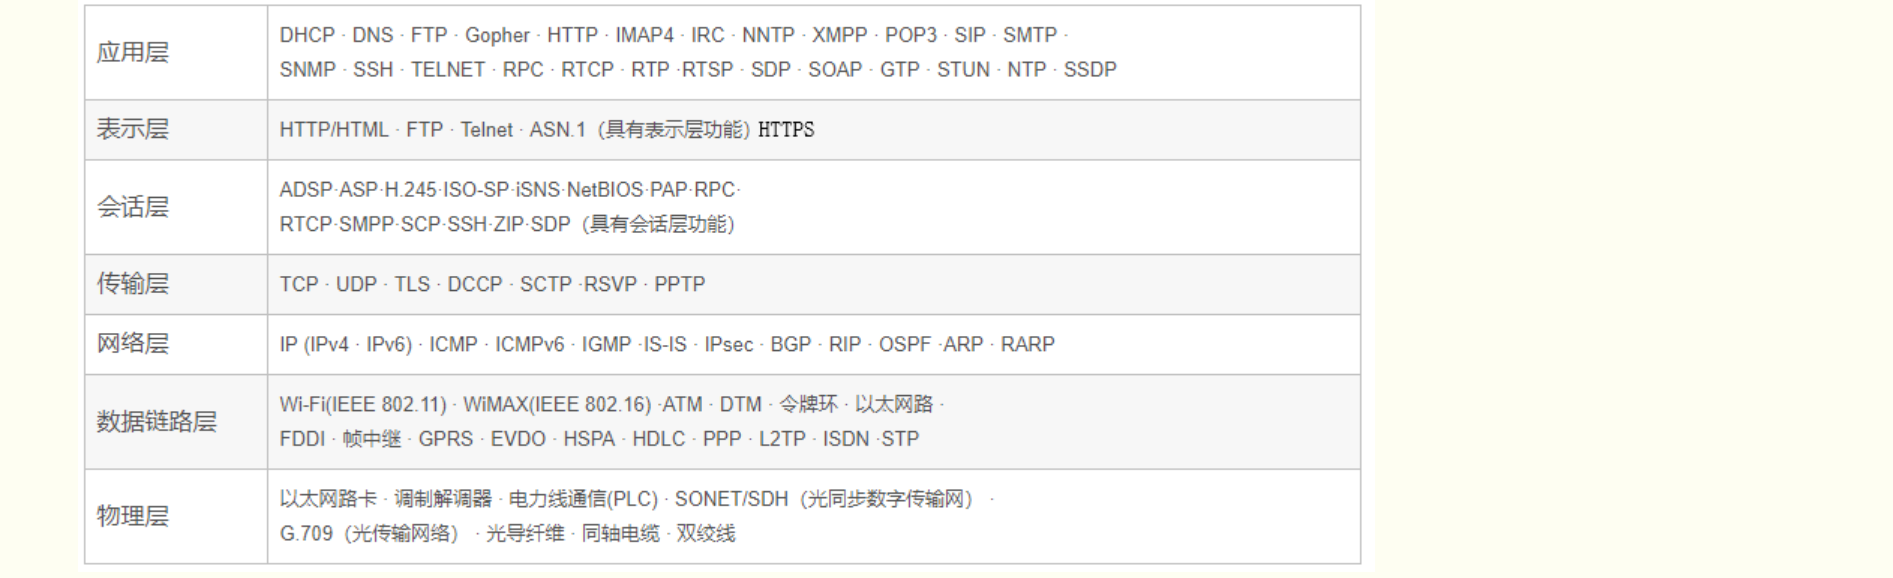 应用层
DHCP · DNS · FTP · Gopher · HTTP · IMAP4 · IRC · NNTP · XMPP · POP3 · SIP · SMTP ·
SNMP · SSH · TELNET · RPC · RTCP · RTP ·RTSP · SDP · SOAP · GTP · STUN · NTP · SSDP
表示层
HTTP/HTML · FTP · Telnet · ASN.1（具有表示层功能）HTTPS
会话层
ADSP·ASP·H.245·ISO-SP·iSNS·NetBIOS·PAP·RPC·
RTCP·SMPP·SCP·SSH·ZIP·SDP（具有会话层功能）
传输层
TCP · UDP · TLS · DCCP · SCTP ·RSVP · PPTP
网络层
IP (IPv4 · IPv6) · ICMP · ICMPv6 · IGMP ·IS-IS · IPsec · BGP · RIP · OSPF ·ARP · RARP
数据链路层
Wi-Fi(IEEE 802.11) · WiMAX(IEEE 802.16) ·ATM · DTM · 令牌环 · 以太网路 ·
FDDI · 帧中继 · GPRS · EVDO · HSPA · HDLC · PPP · L2TP · ISDN ·STP
物理层
以太网路卡 · 调制解调器 · 电力线通信(PLC) · SONET/SDH（光同步数字传输网） ·
G.709（光传输网络） · 光导纤维 · 同轴电缆 · 双绞线